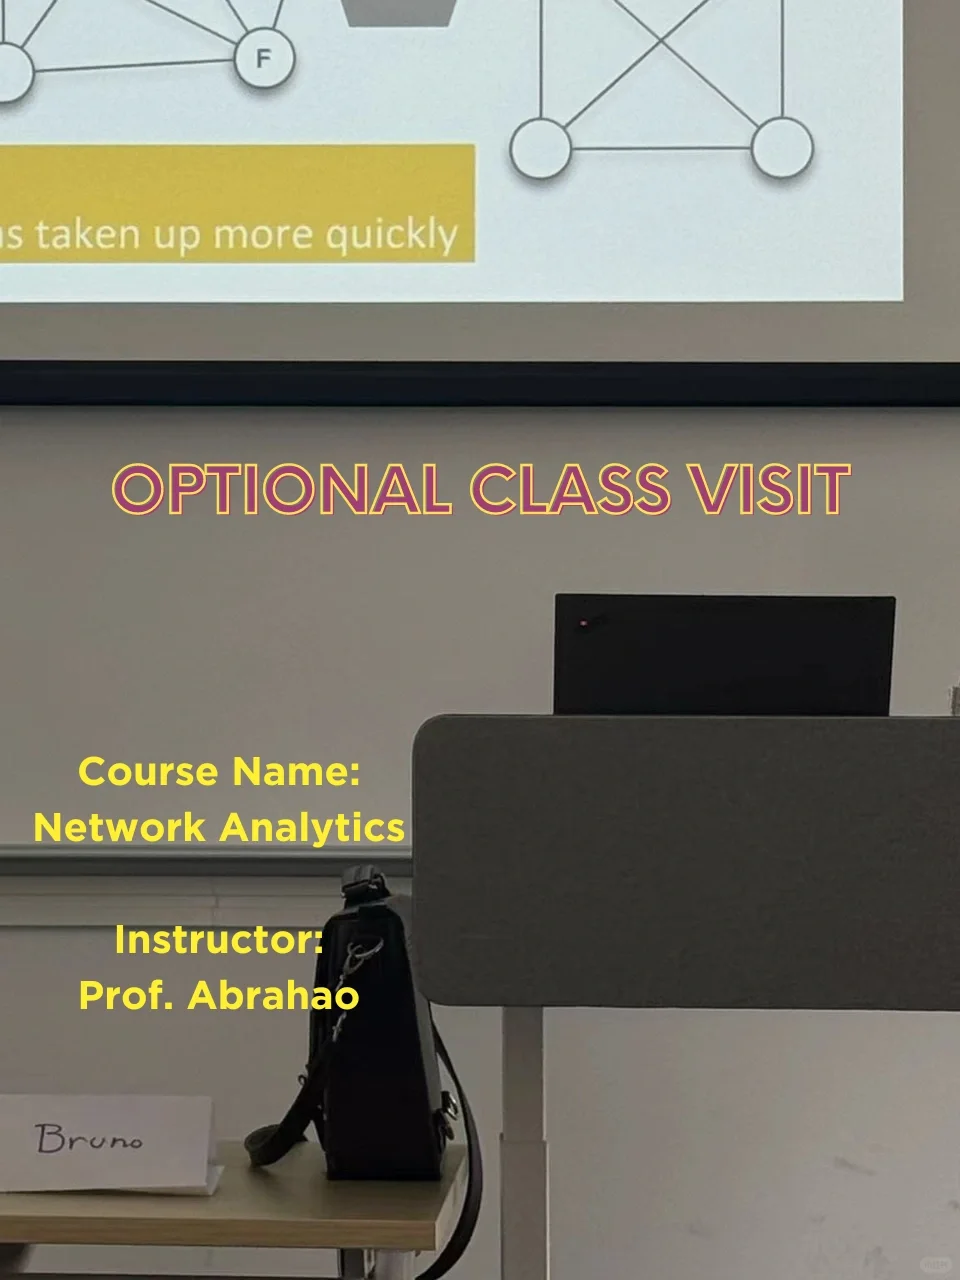 F
taken up more quickly
OPTIONAL CLASS VISIT
Course Name:
Network Analytics
Instructor:
Prof. Abrahao
Bruno